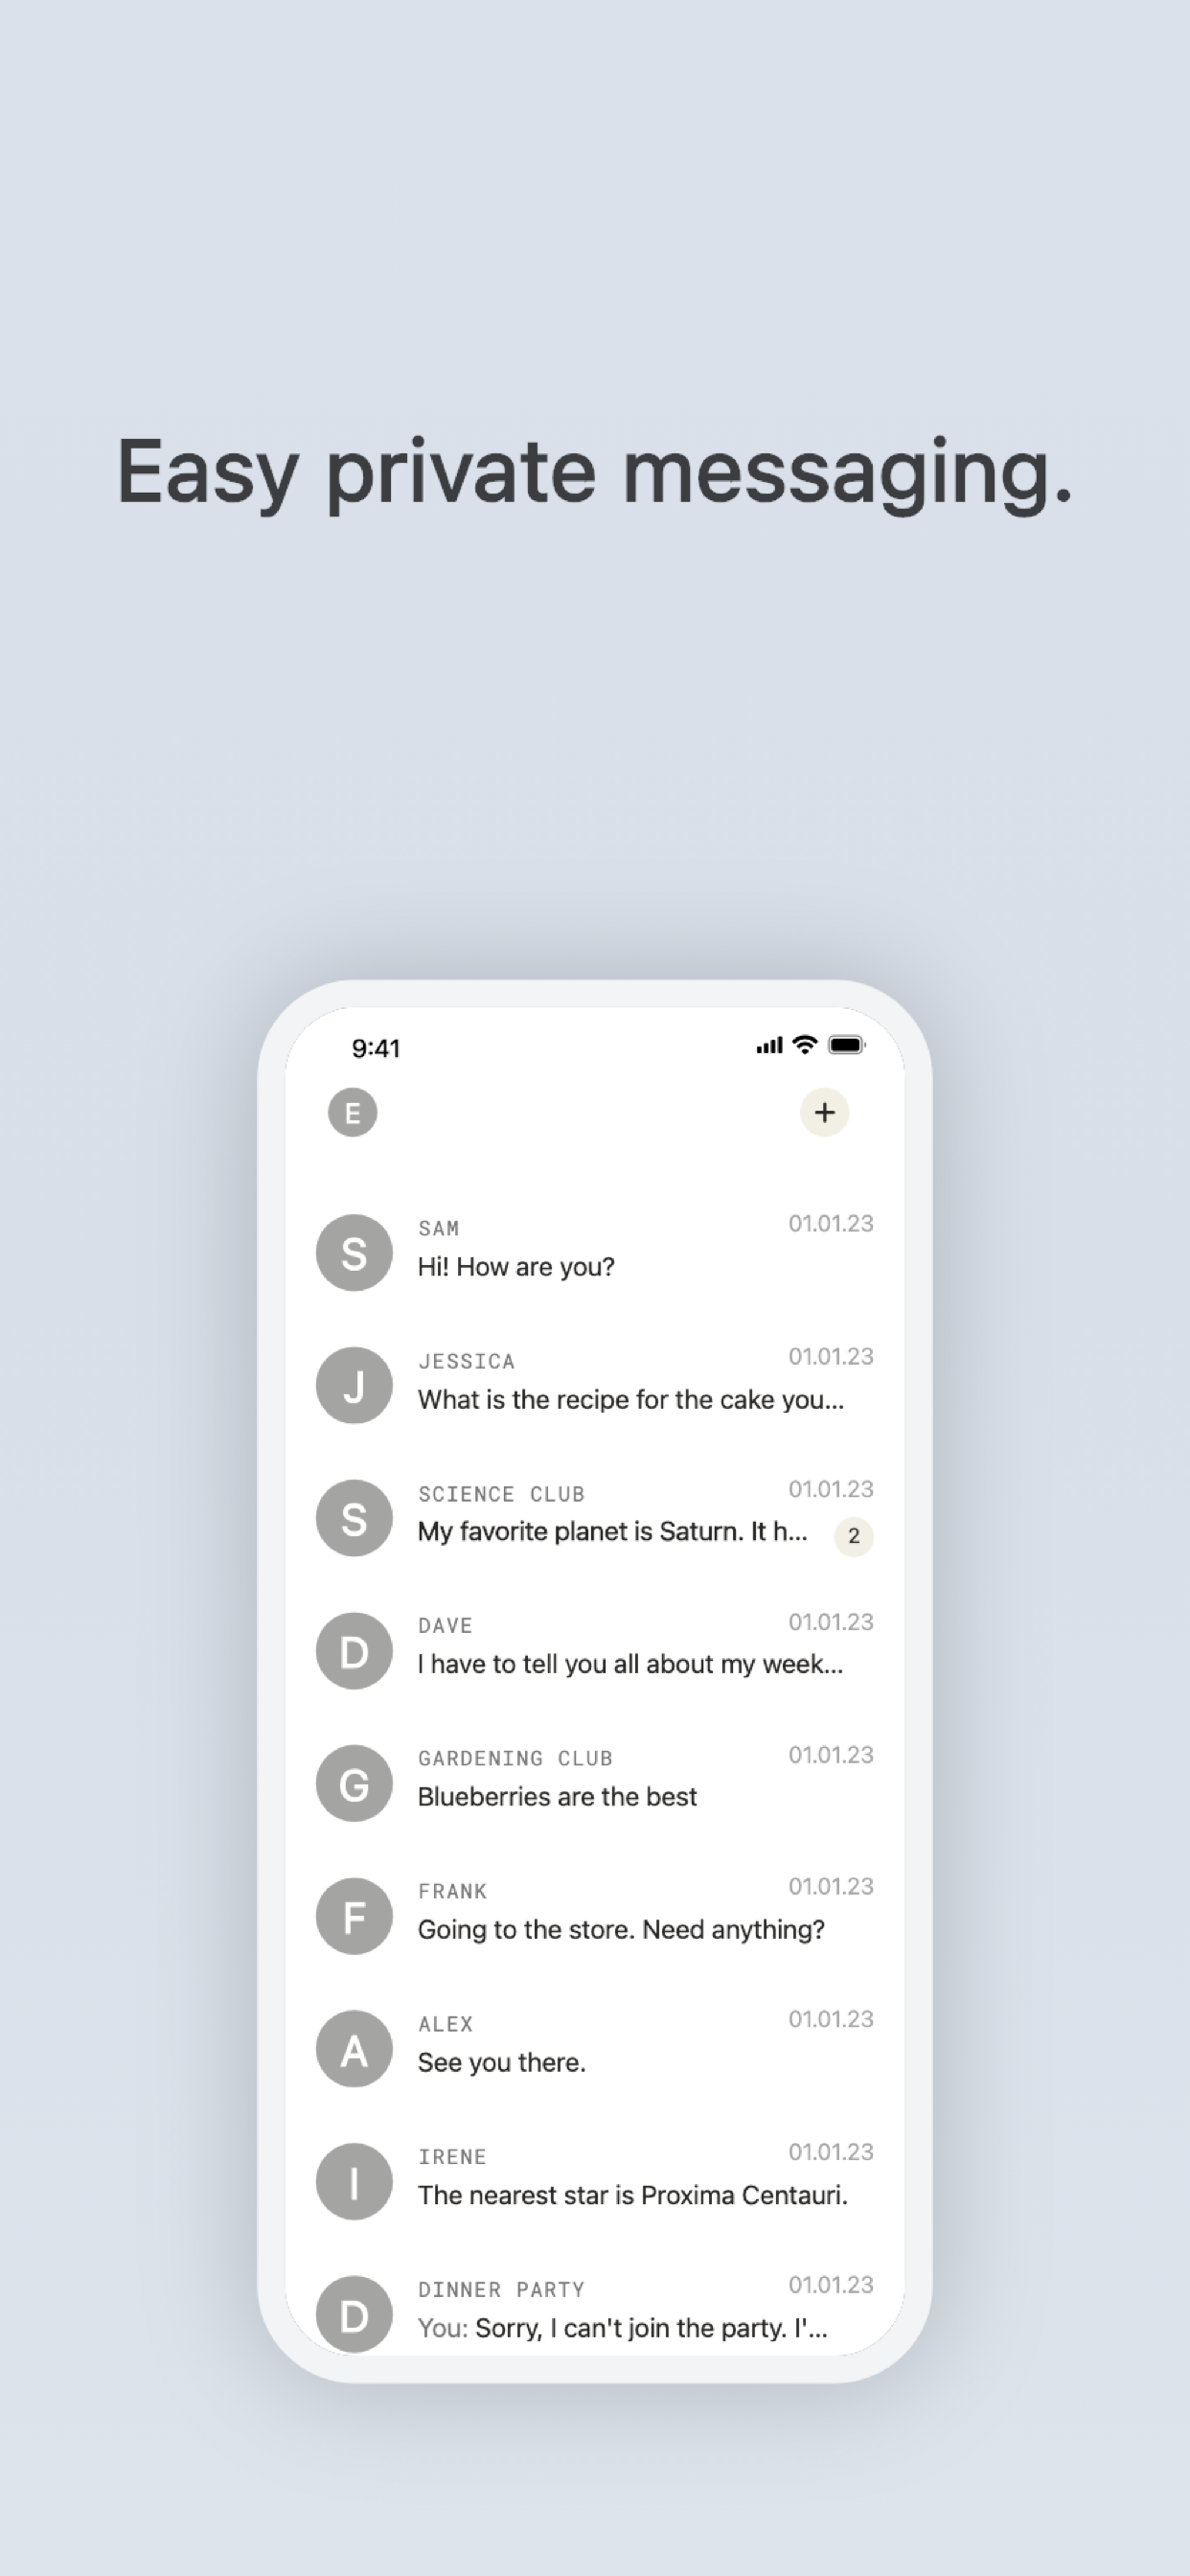 Easy private messaging.
9:41
E
+
S
SAM
01.01.23
Hi! How are you?
J
JESSICA
01.01.23
What is the recipe for the cake you...
S
SCIENCE CLUB
01.01.23
My favorite planet is Saturn. It h...
2
D
DAVE
01.01.23
I have to tell you all about my week...
G
GARDENING CLUB
01.01.23
Blueberries are the best
F
FRANK
01.01.23
Going to the store. Need anything?
A
ALEX
01.01.23
See you there.
I
IRENE
01.01.23
The nearest star is Proxima Centauri.
D
DINNER PARTY
01.01.23
You: Sorry, I can't join the party. I'...